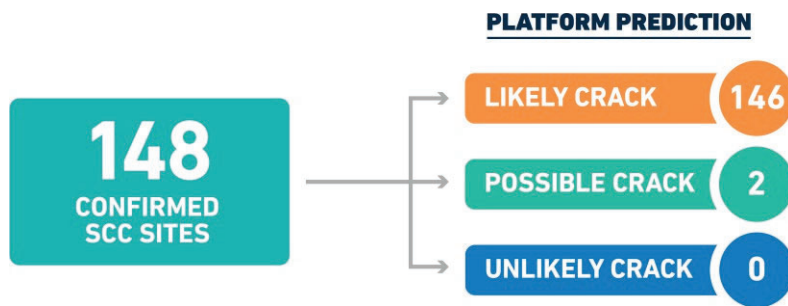 PLATFORM PREDICTION
148
CONFIRMED
SCC SITES
LIKELY CRACK 146
POSSIBLE CRACK 2
UNLIKELY CRACK 0